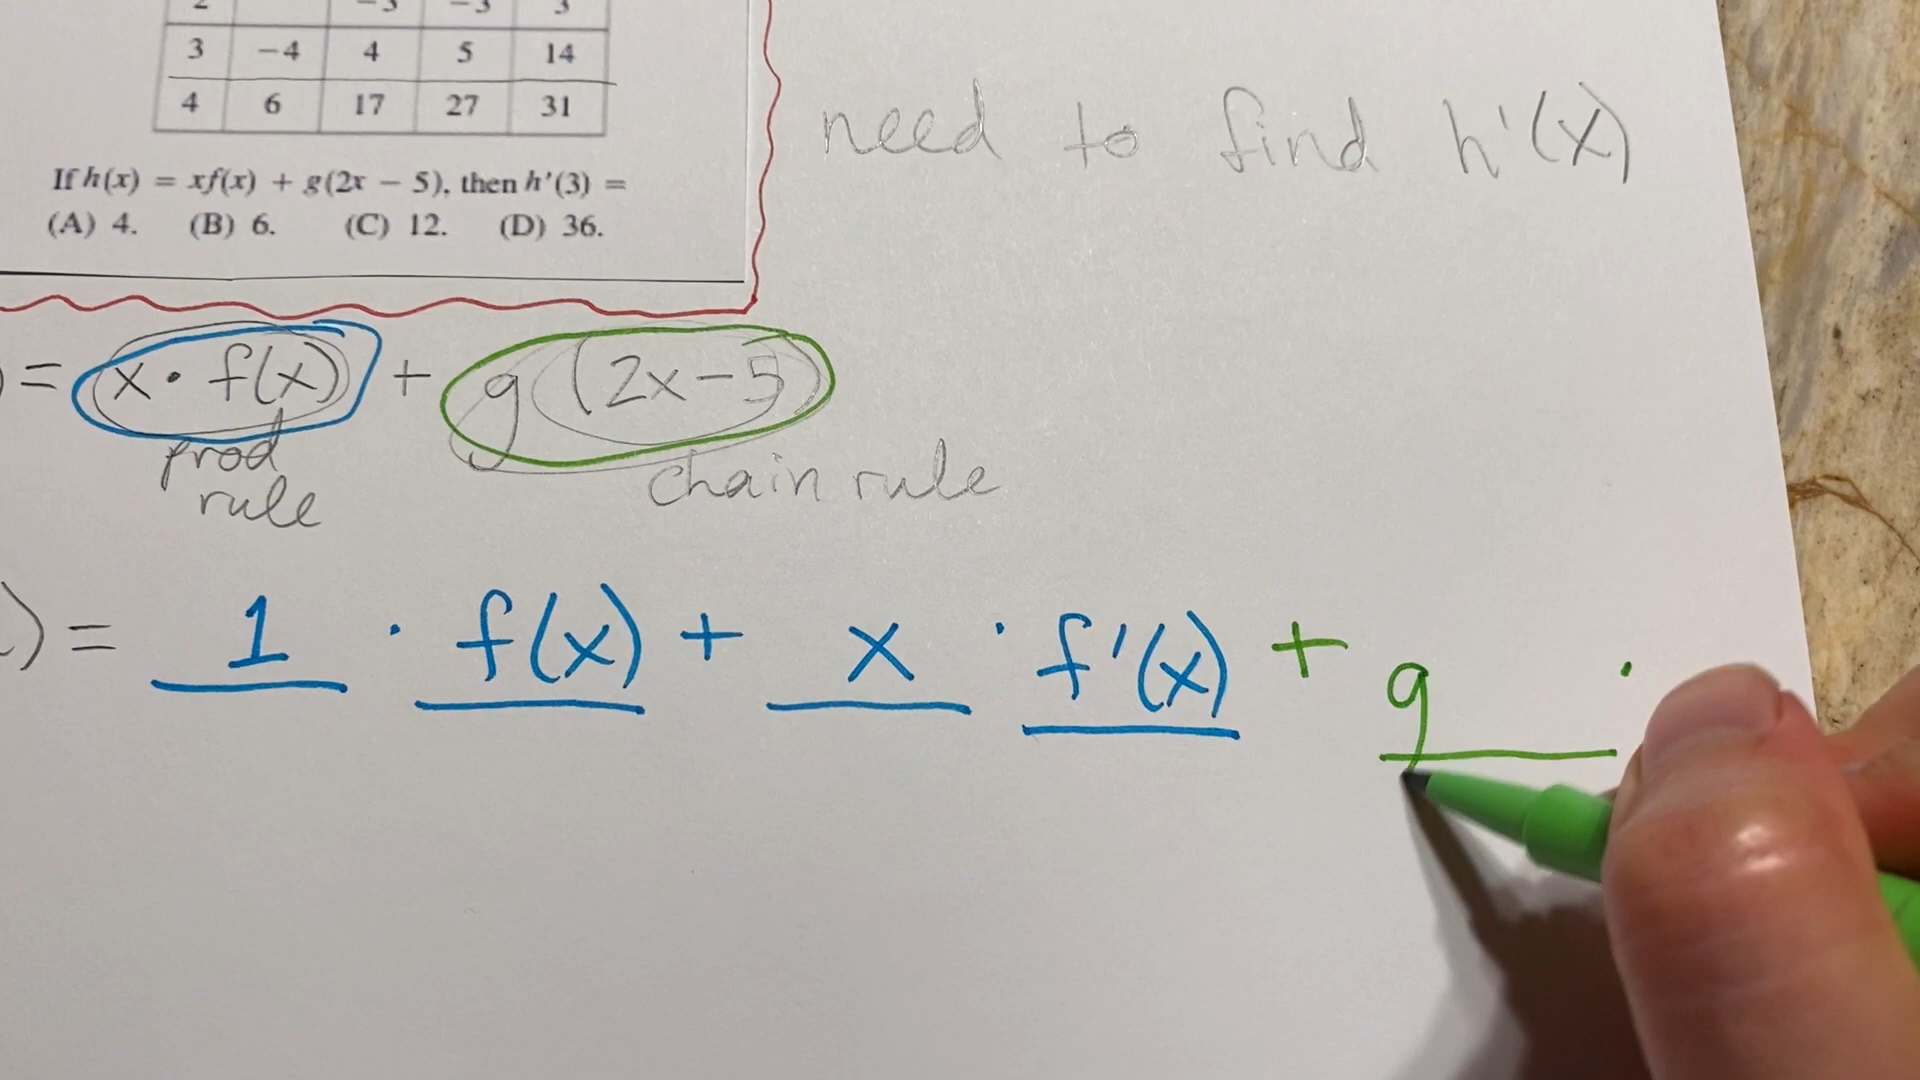 3 -4 4 5 14
4 6 17 27 31
need to find h'(x)
If h(x) = xf(x) + g(2x − 5), then h'(3) =
(A) 4. (B) 6. (C) 12. (D) 36.
) = x • f(x) + g (2x-5)
prod
rule
chain rule
) = 1 · f(x) + x · f'(x) + g ·